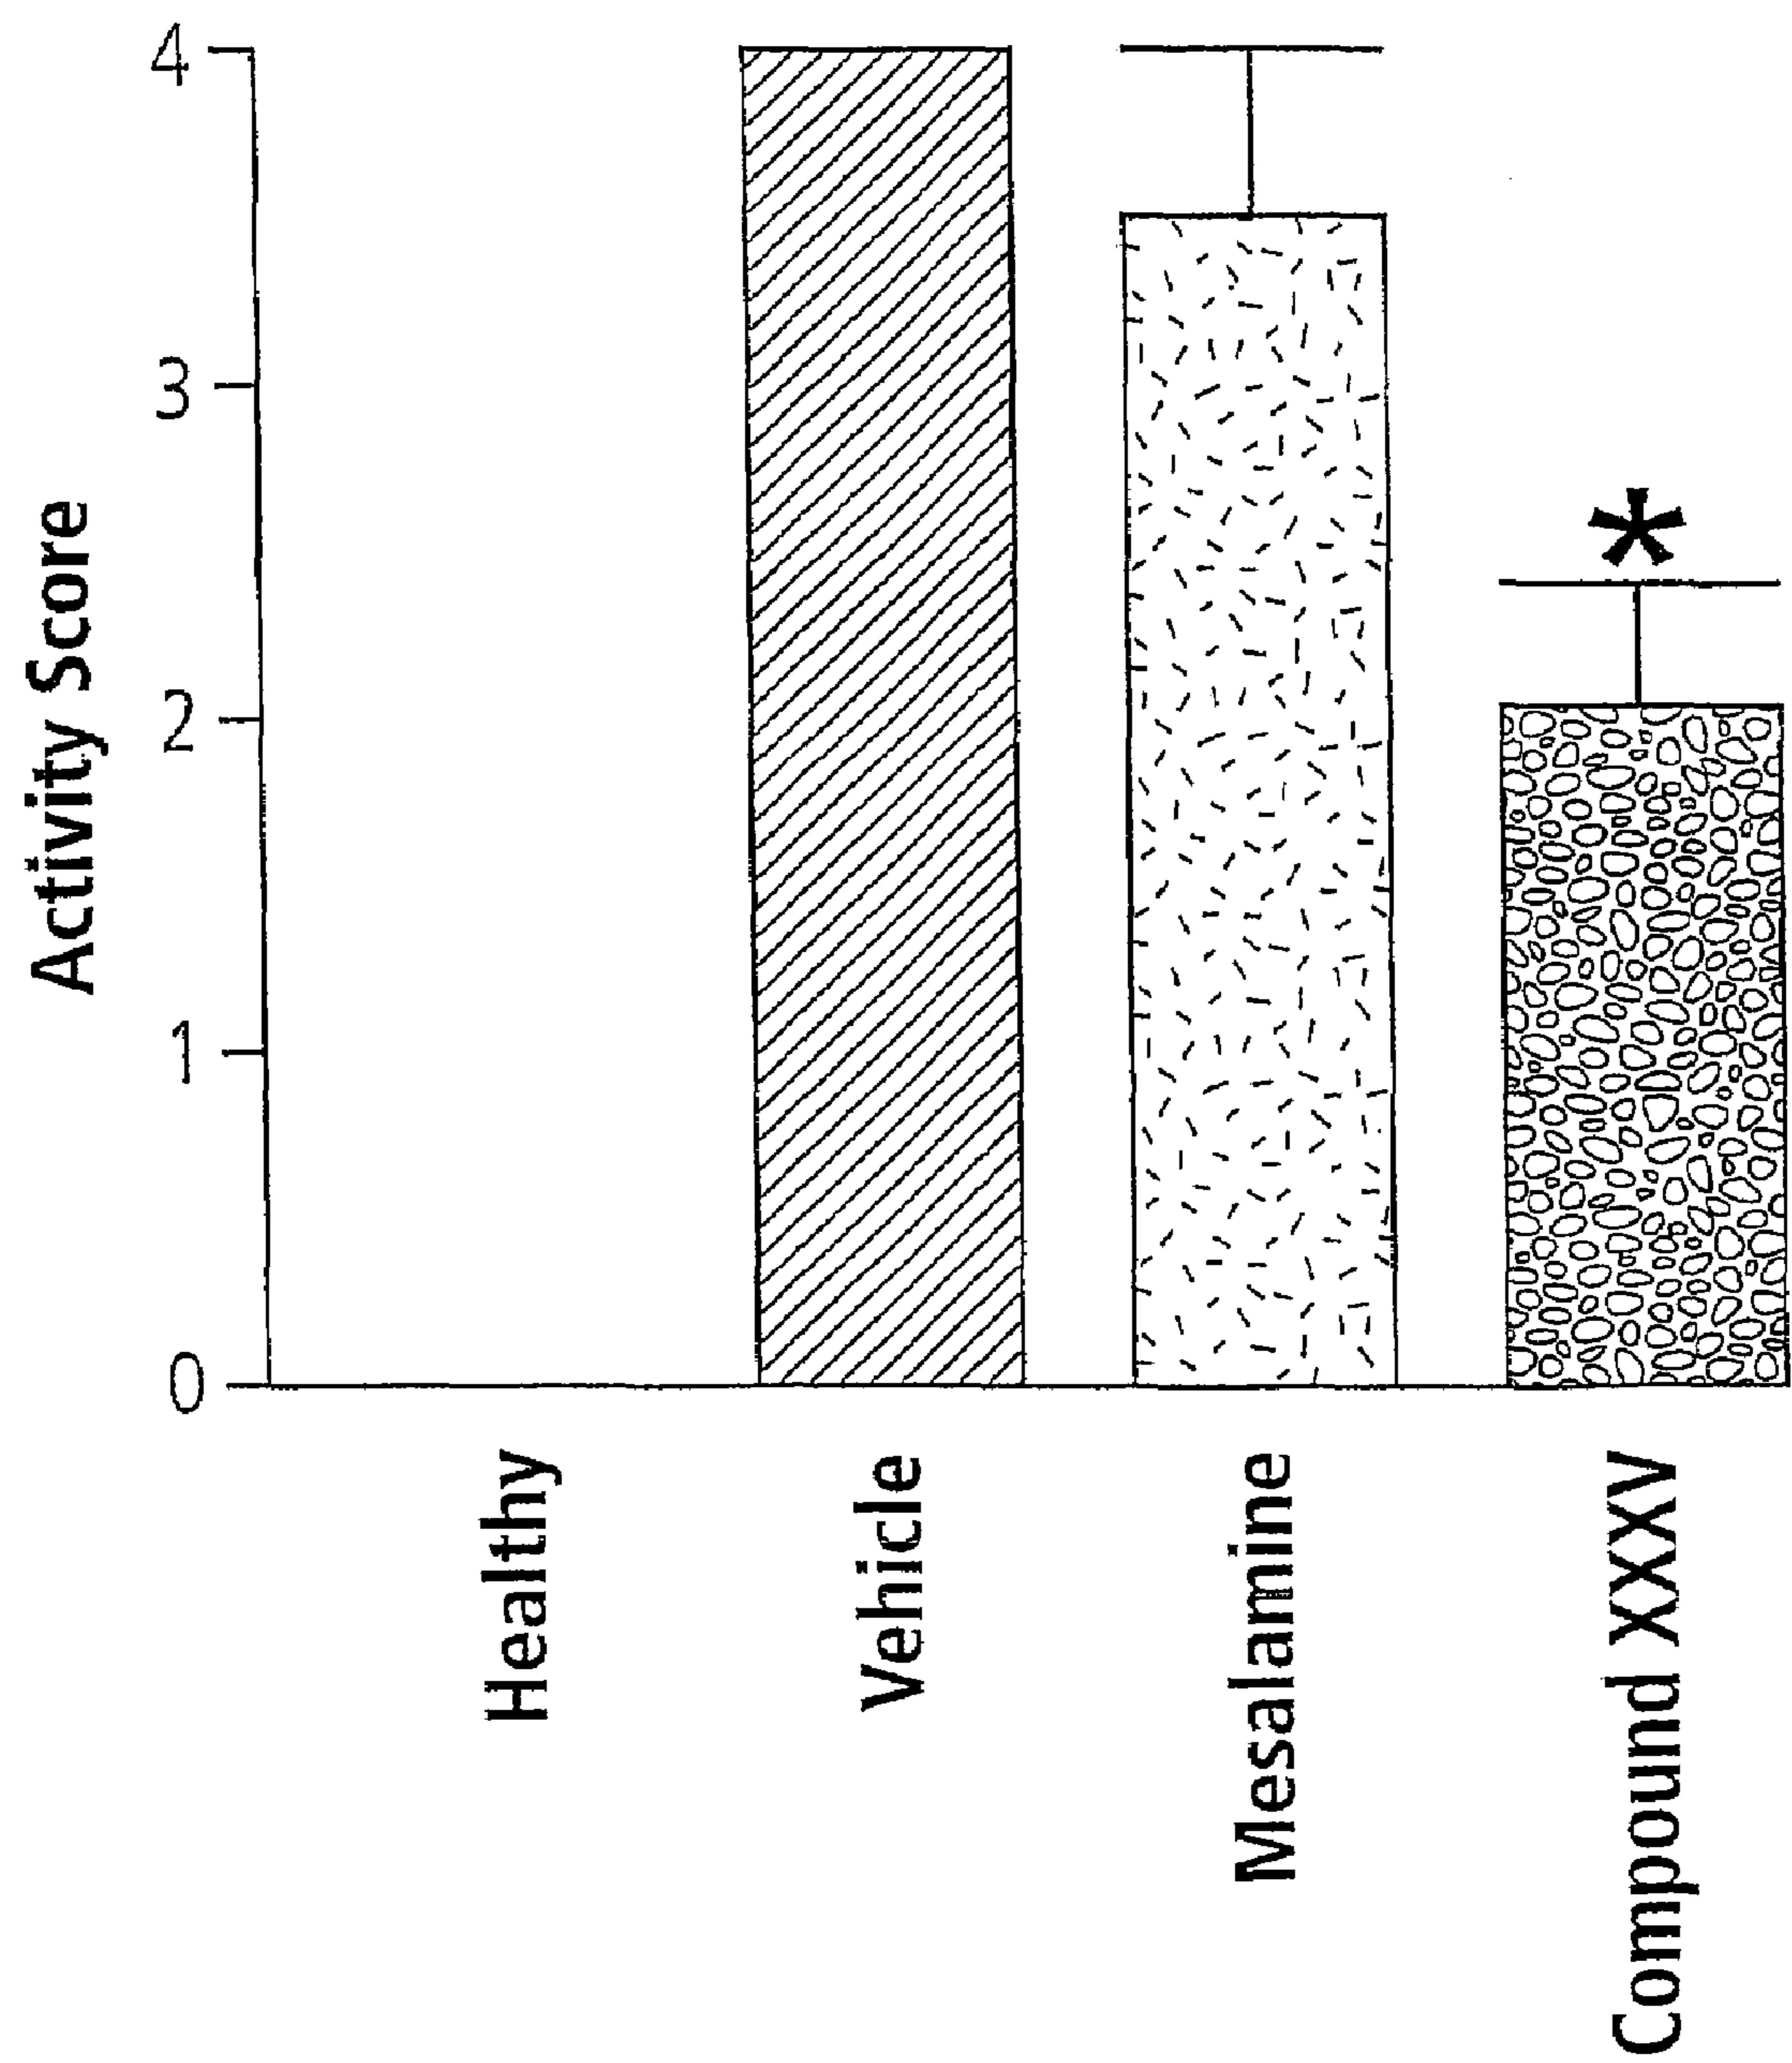 Activity Score
4
3
2
1
0
*
Healthy
Vehicle
Mesalamine
Compound XXXV